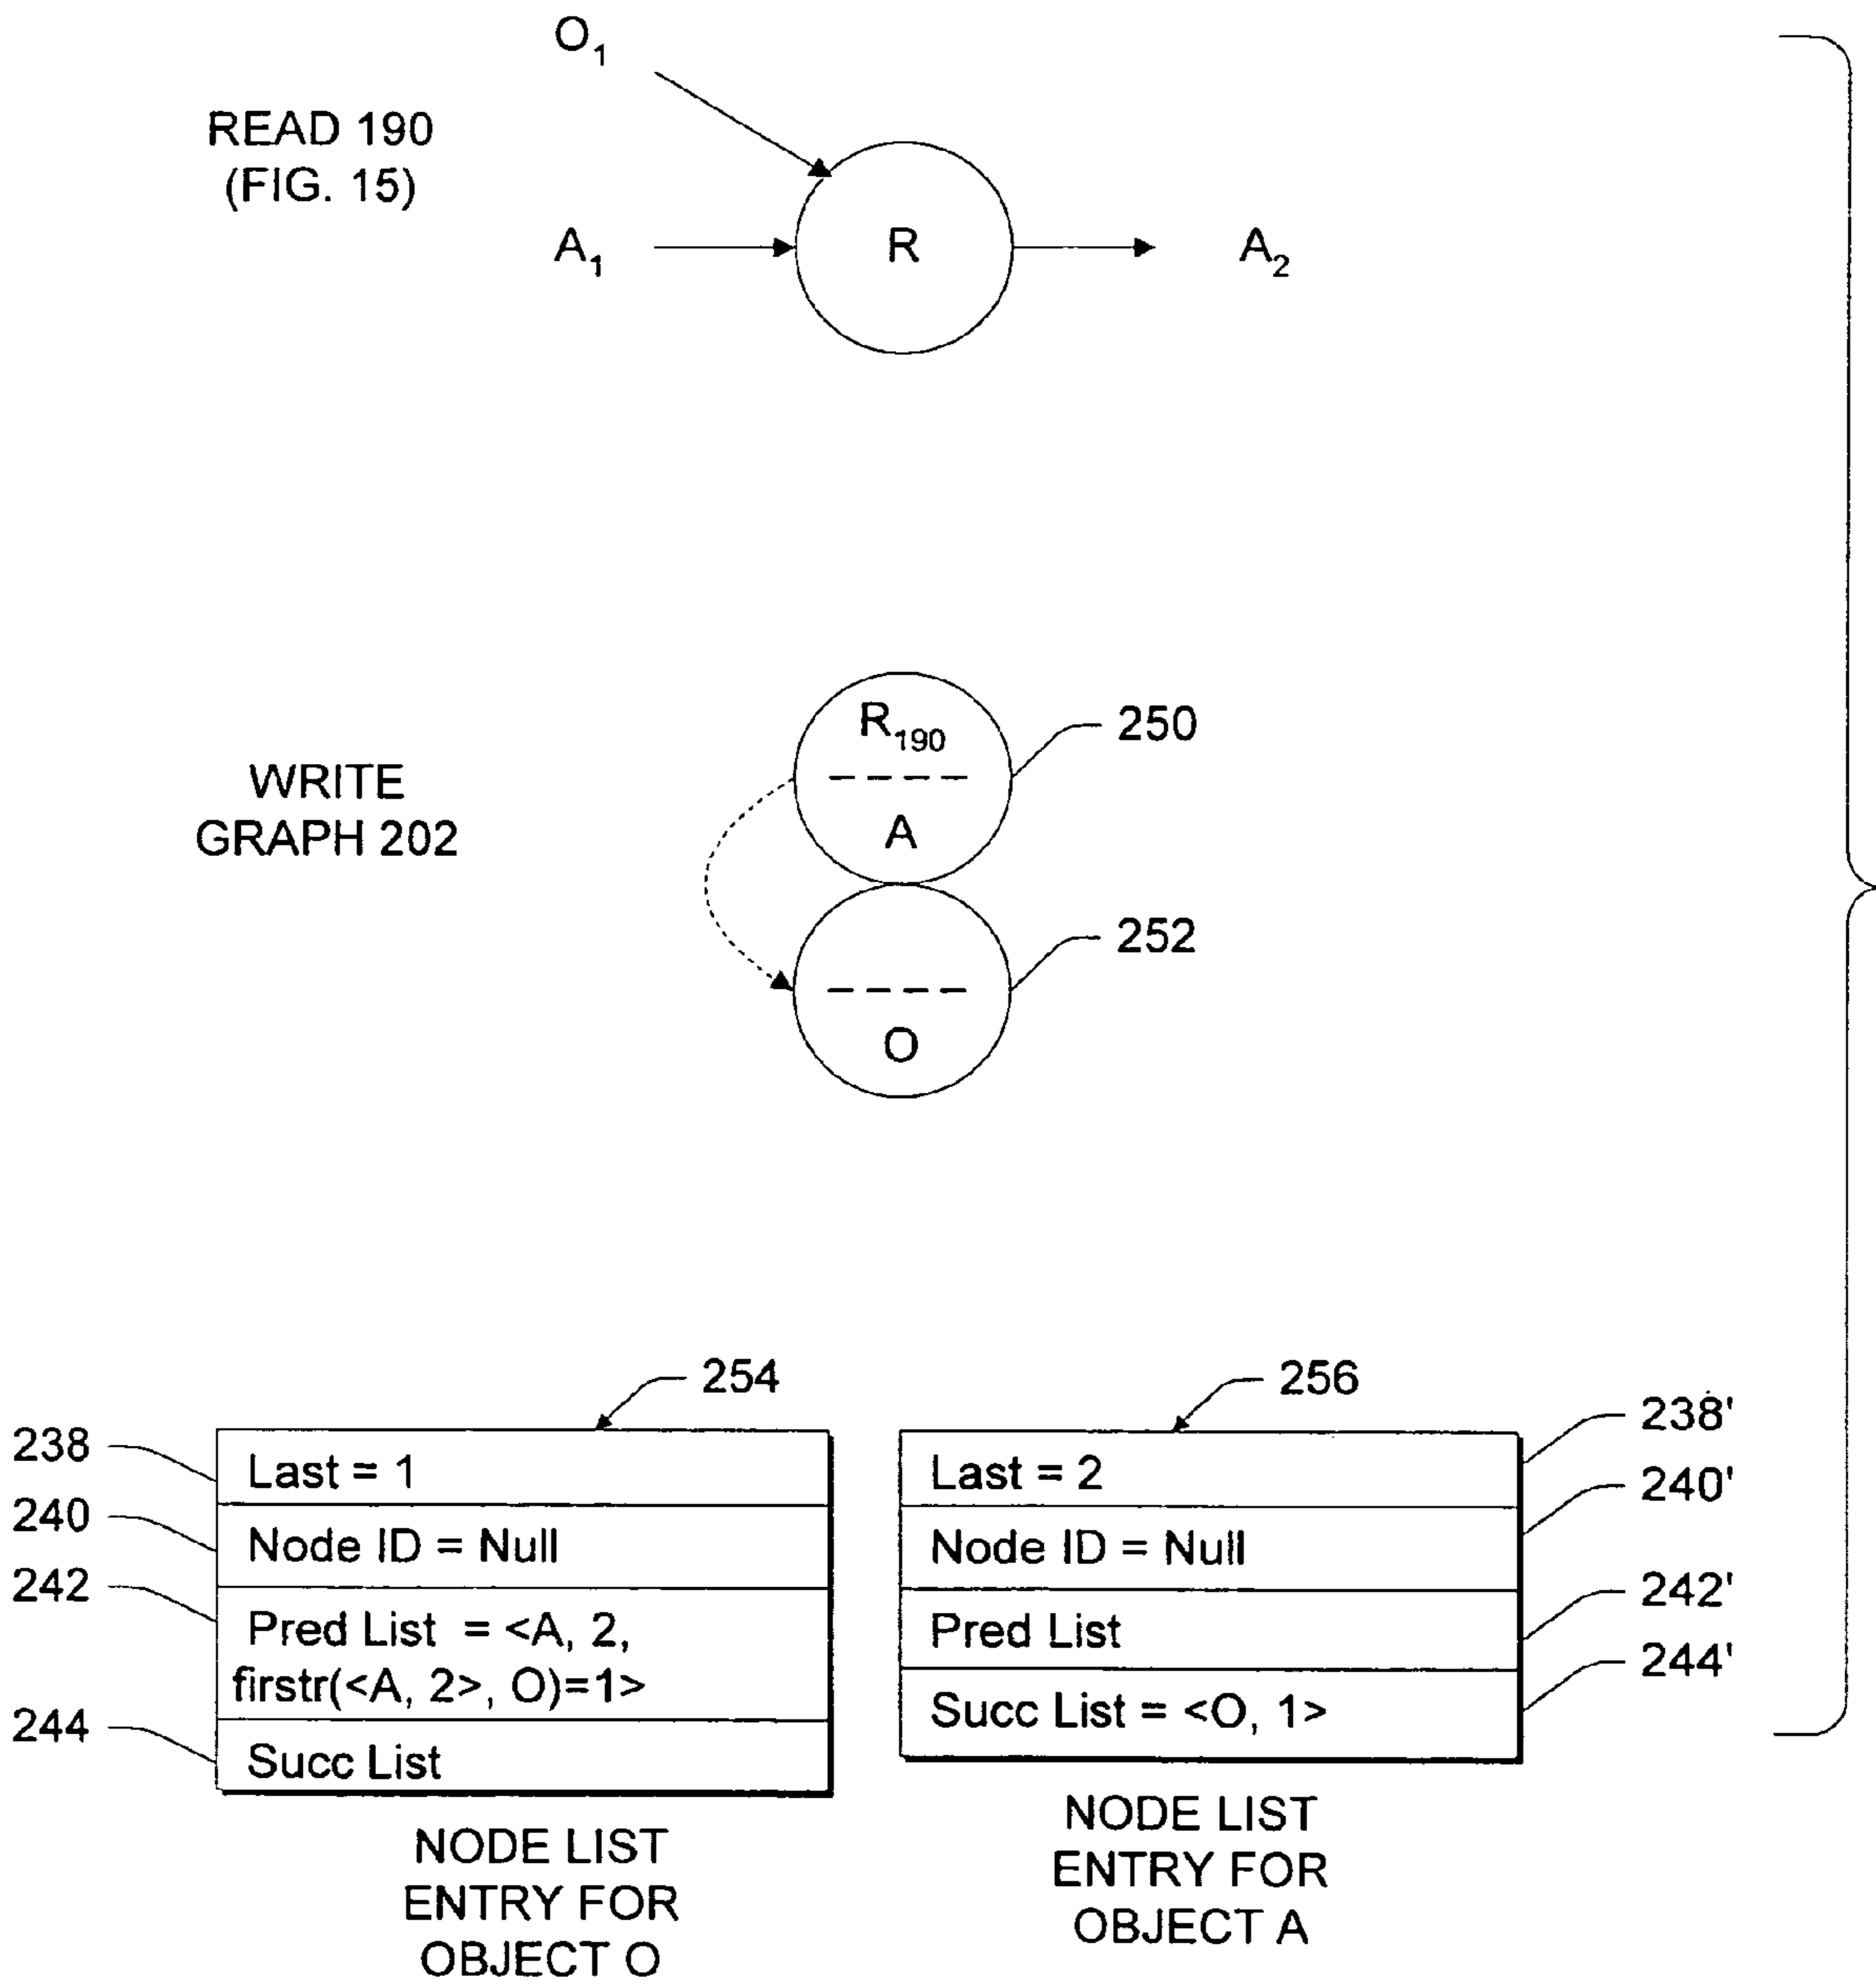 O₁
READ 190
(FIG. 15)
A₁
R
A₂
R₁₉₀
A
250
WRITE
GRAPH 202
252
O
254
238
Last = 1
240
Node ID = Null
242
Pred List = <A, 2,
firstr(<A, 2>, O)=1>
244
Succ List
NODE LIST
ENTRY FOR
OBJECT O
256
238'
Last = 2
240'
Node ID = Null
242'
Pred List
244'
Succ List = <O, 1>
NODE LIST
ENTRY FOR
OBJECT A